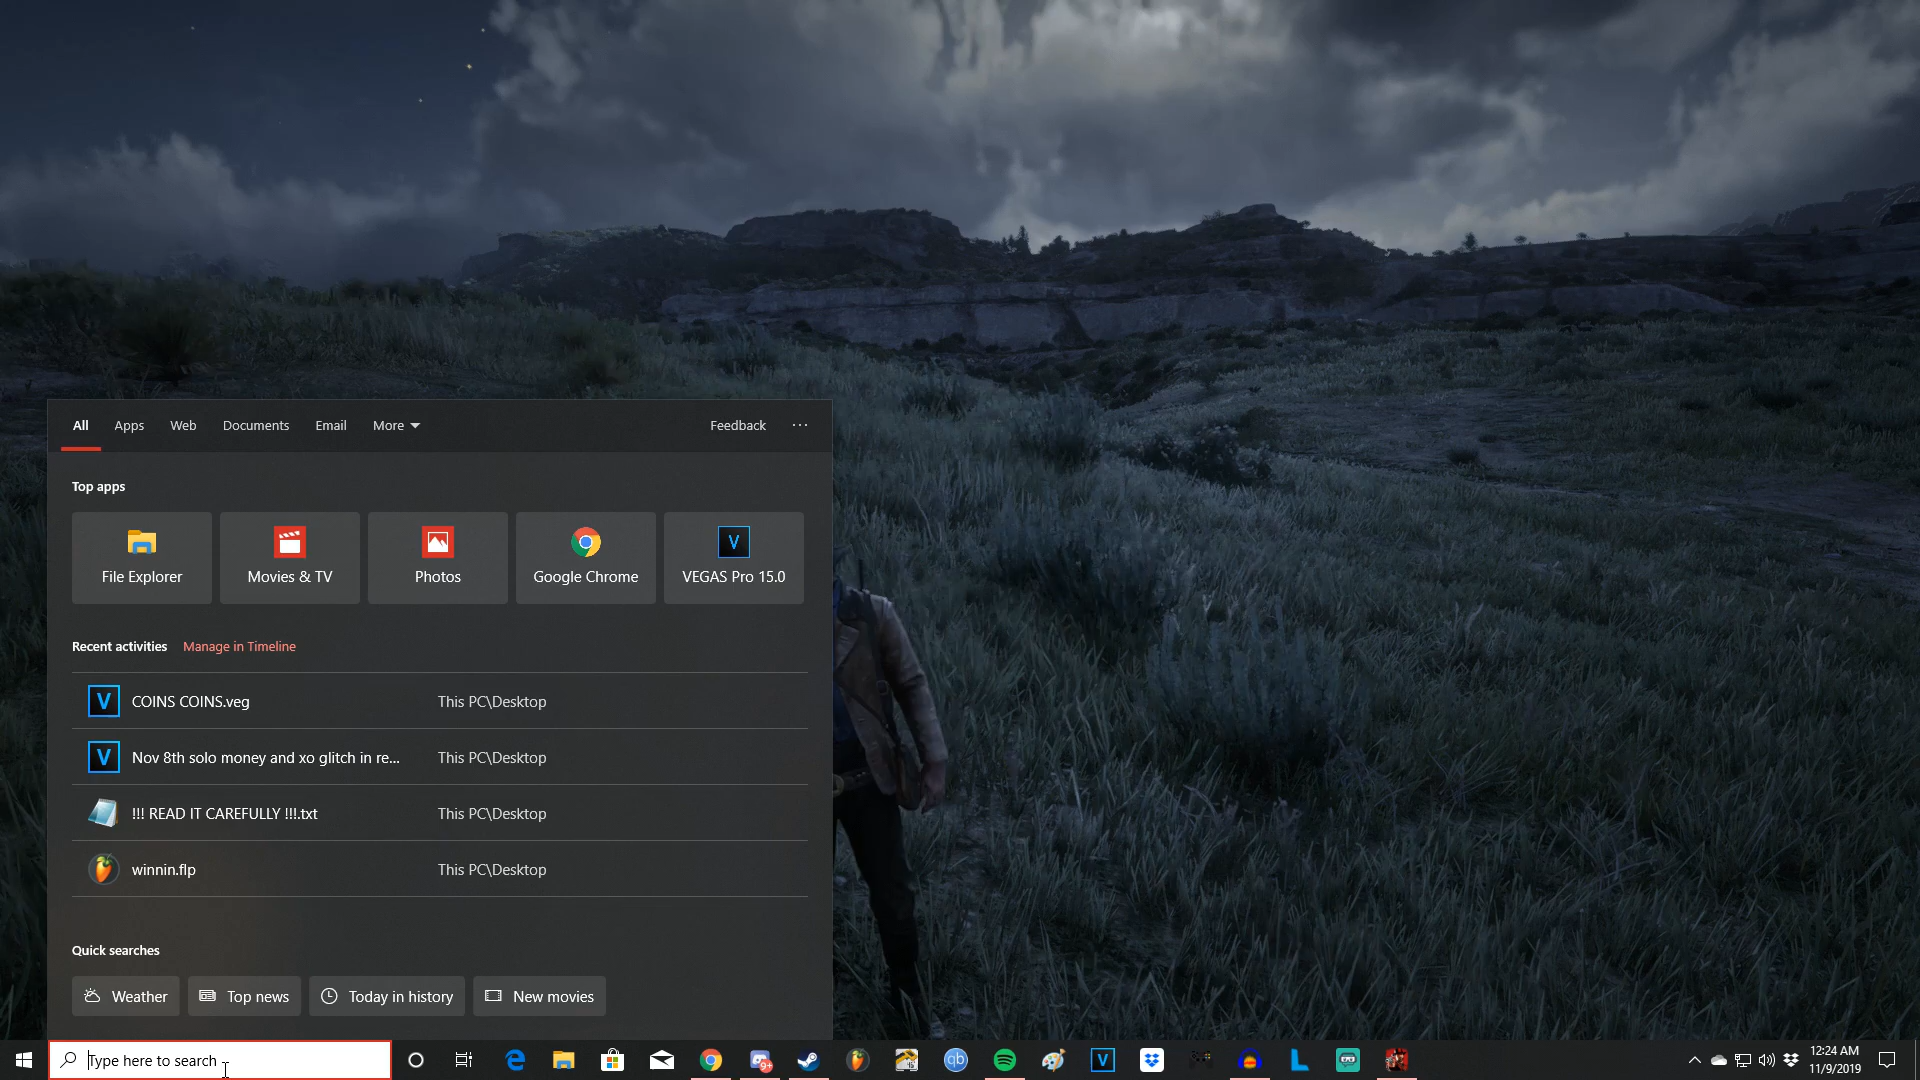 All Apps Web Documents Email More Feedback ···
Top apps
V
File Explorer Movies & TV Photos Google Chrome VEGAS Pro 15.0
Recent activities Manage in Timeline
V COINS COINS.veg This PC\Desktop
V Nov 8th solo money and xo glitch in re... This PC\Desktop
!!! READ IT CAREFULLY !!!.txt This PC\Desktop
winnin.flp This PC\Desktop
Quick searches
Weather Top news Today in history New movies
Type here to search
9+
qb
V
L
12:24 AM
11/9/2019